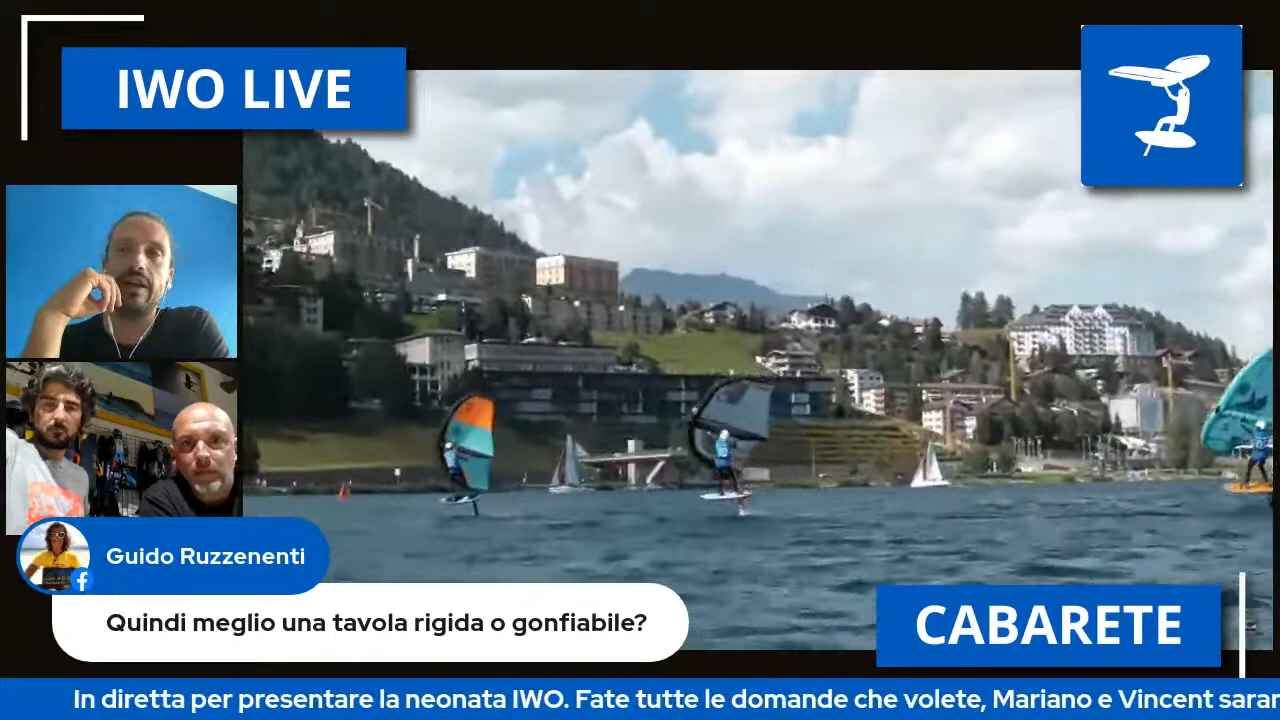 IWO LIVE
Guido Ruzzenenti
Quindi meglio una tavola rigida o gonfiabile?
CABARETE
In diretta per presentare la neonata IWO. Fate tutte le domande che volete, Mariano e Vincent